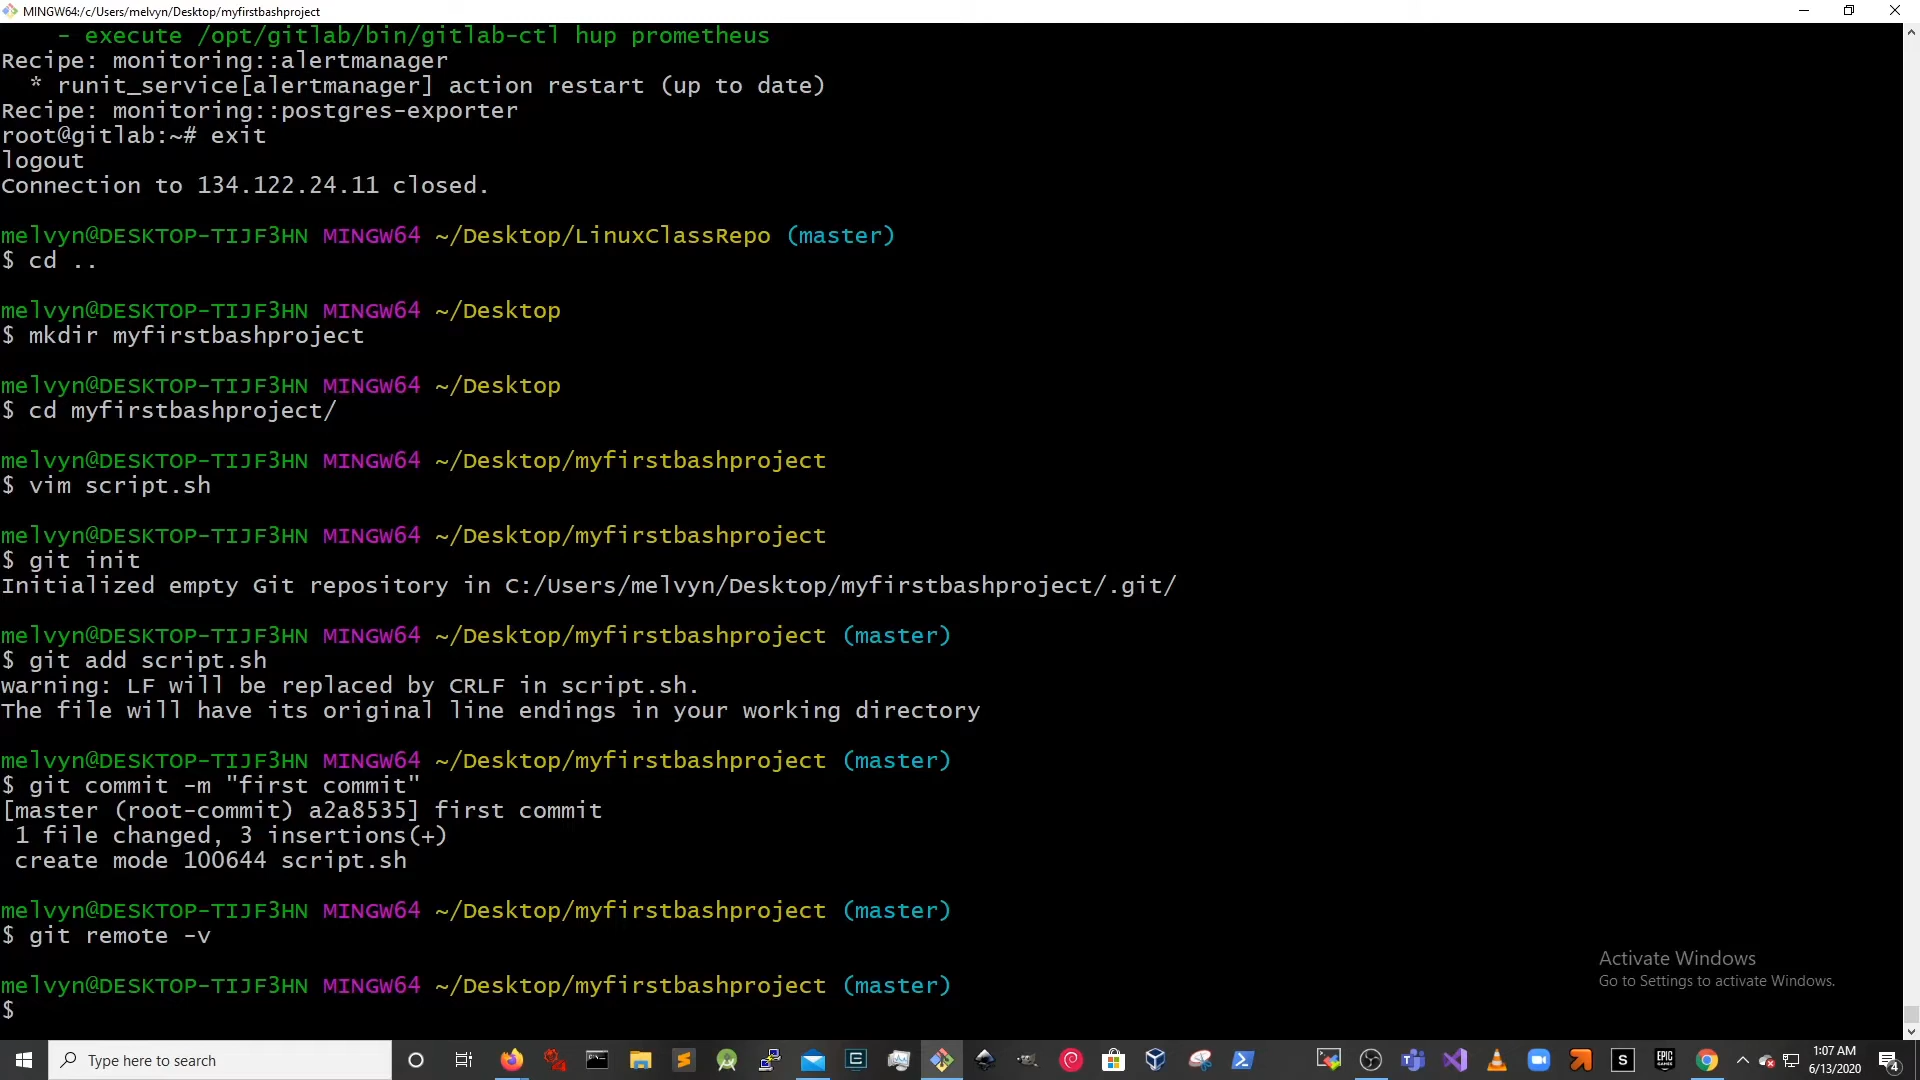 MINGW64:/c/Users/melvyn/Desktop/myfirstbashproject
- execute /opt/gitlab/bin/gitlab-ctl hup prometheus
Recipe: monitoring::alertmanager
* runit_service[alertmanager] action restart (up to date)
Recipe: monitoring::postgres-exporter
root@gitlab:~# exit
logout
Connection to 134.122.24.11 closed.
melvyn@DESKTOP-TIJF3HN MINGW64 ~/Desktop/LinuxClassRepo (master)
$ cd ..
melvyn@DESKTOP-TIJF3HN MINGW64 ~/Desktop
$ mkdir myfirstbashproject
melvyn@DESKTOP-TIJF3HN MINGW64 ~/Desktop
$ cd myfirstbashproject/
melvyn@DESKTOP-TIJF3HN MINGW64 ~/Desktop/myfirstbashproject
$ vim script.sh
melvyn@DESKTOP-TIJF3HN MINGW64 ~/Desktop/myfirstbashproject
$ git init
Initialized empty Git repository in C:/Users/melvyn/Desktop/myfirstbashproject/.git/
melvyn@DESKTOP-TIJF3HN MINGW64 ~/Desktop/myfirstbashproject (master)
$ git add script.sh
warning: LF will be replaced by CRLF in script.sh.
The file will have its original line endings in your working directory
melvyn@DESKTOP-TIJF3HN MINGW64 ~/Desktop/myfirstbashproject (master)
$ git commit -m "first commit"
[master (root-commit) a2a8535] first commit
1 file changed, 3 insertions(+)
create mode 100644 script.sh
melvyn@DESKTOP-TIJF3HN MINGW64 ~/Desktop/myfirstbashproject (master)
$ git remote -v
melvyn@DESKTOP-TIJF3HN MINGW64 ~/Desktop/myfirstbashproject (master)
$
Activate Windows
Go to Settings to activate Windows.
Type here to search
S
EPIC GAMES
1:07 AM
6/13/2020
4